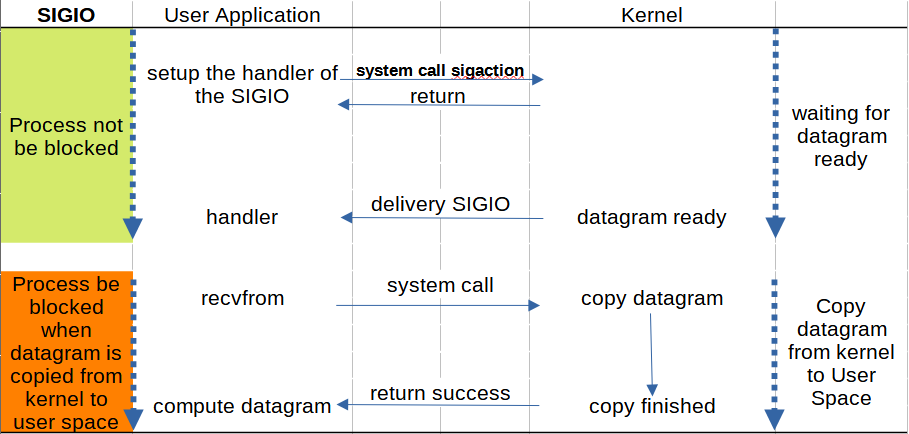 SIGIO
User Application
Kernel
setup the handler of
the SIGIO
system call sigaction
return
Process not
be blocked
waiting for
datagram
ready
handler
delivery SIGIO
datagram ready
Process be
blocked
when
datagram is
copied from
kernel to
user space
recvfrom
system call
copy datagram
Copy
datagram
from kernel
to User
Space
compute datagram
return success
copy finished